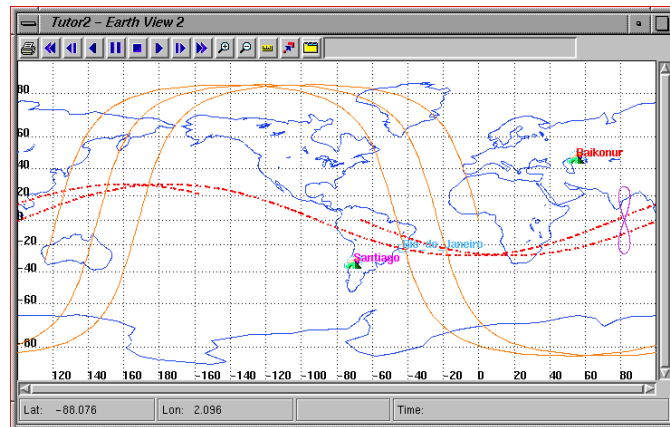 Tutor2 – Earth View 2
80
60
40
20
0
-20
-40
-60
-80
Baikonur
Rio de Janeiro
Santiago
120 140 160 180 -160 -140 -120 -100 -80 -60 -40 -20 0 20 40 60 80
Lat: -88.076 Lon: 2.096 Time: